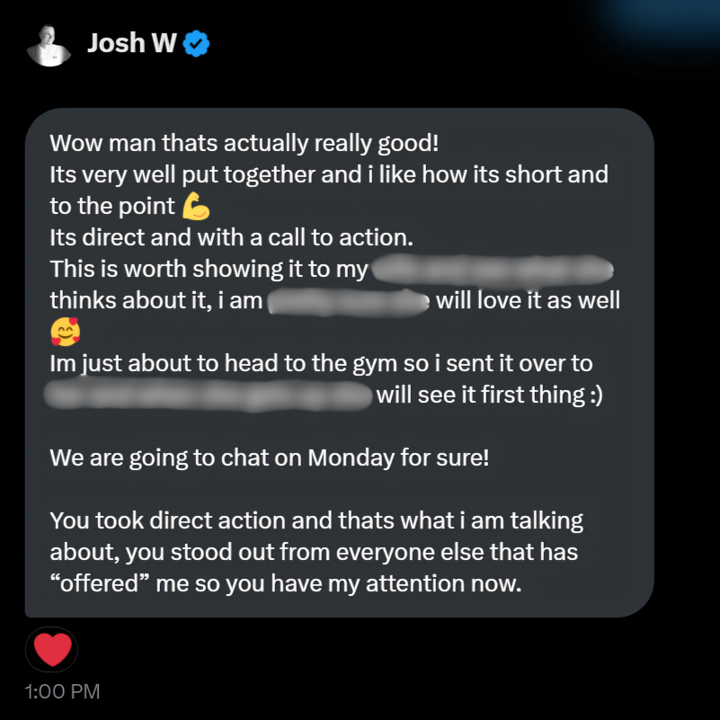 Josh W
Wow man thats actually really good!
Its very well put together and i like how its short and
to the point 💪
Its direct and with a call to action.
This is worth showing it to my
thinks about it, i am will love it as well
🥰
Im just about to head to the gym so i sent it over to
will see it first thing :)
We are going to chat on Monday for sure!
You took direct action and thats what i am talking
about, you stood out from everyone else that has
“offered” me so you have my attention now.
1:00 PM